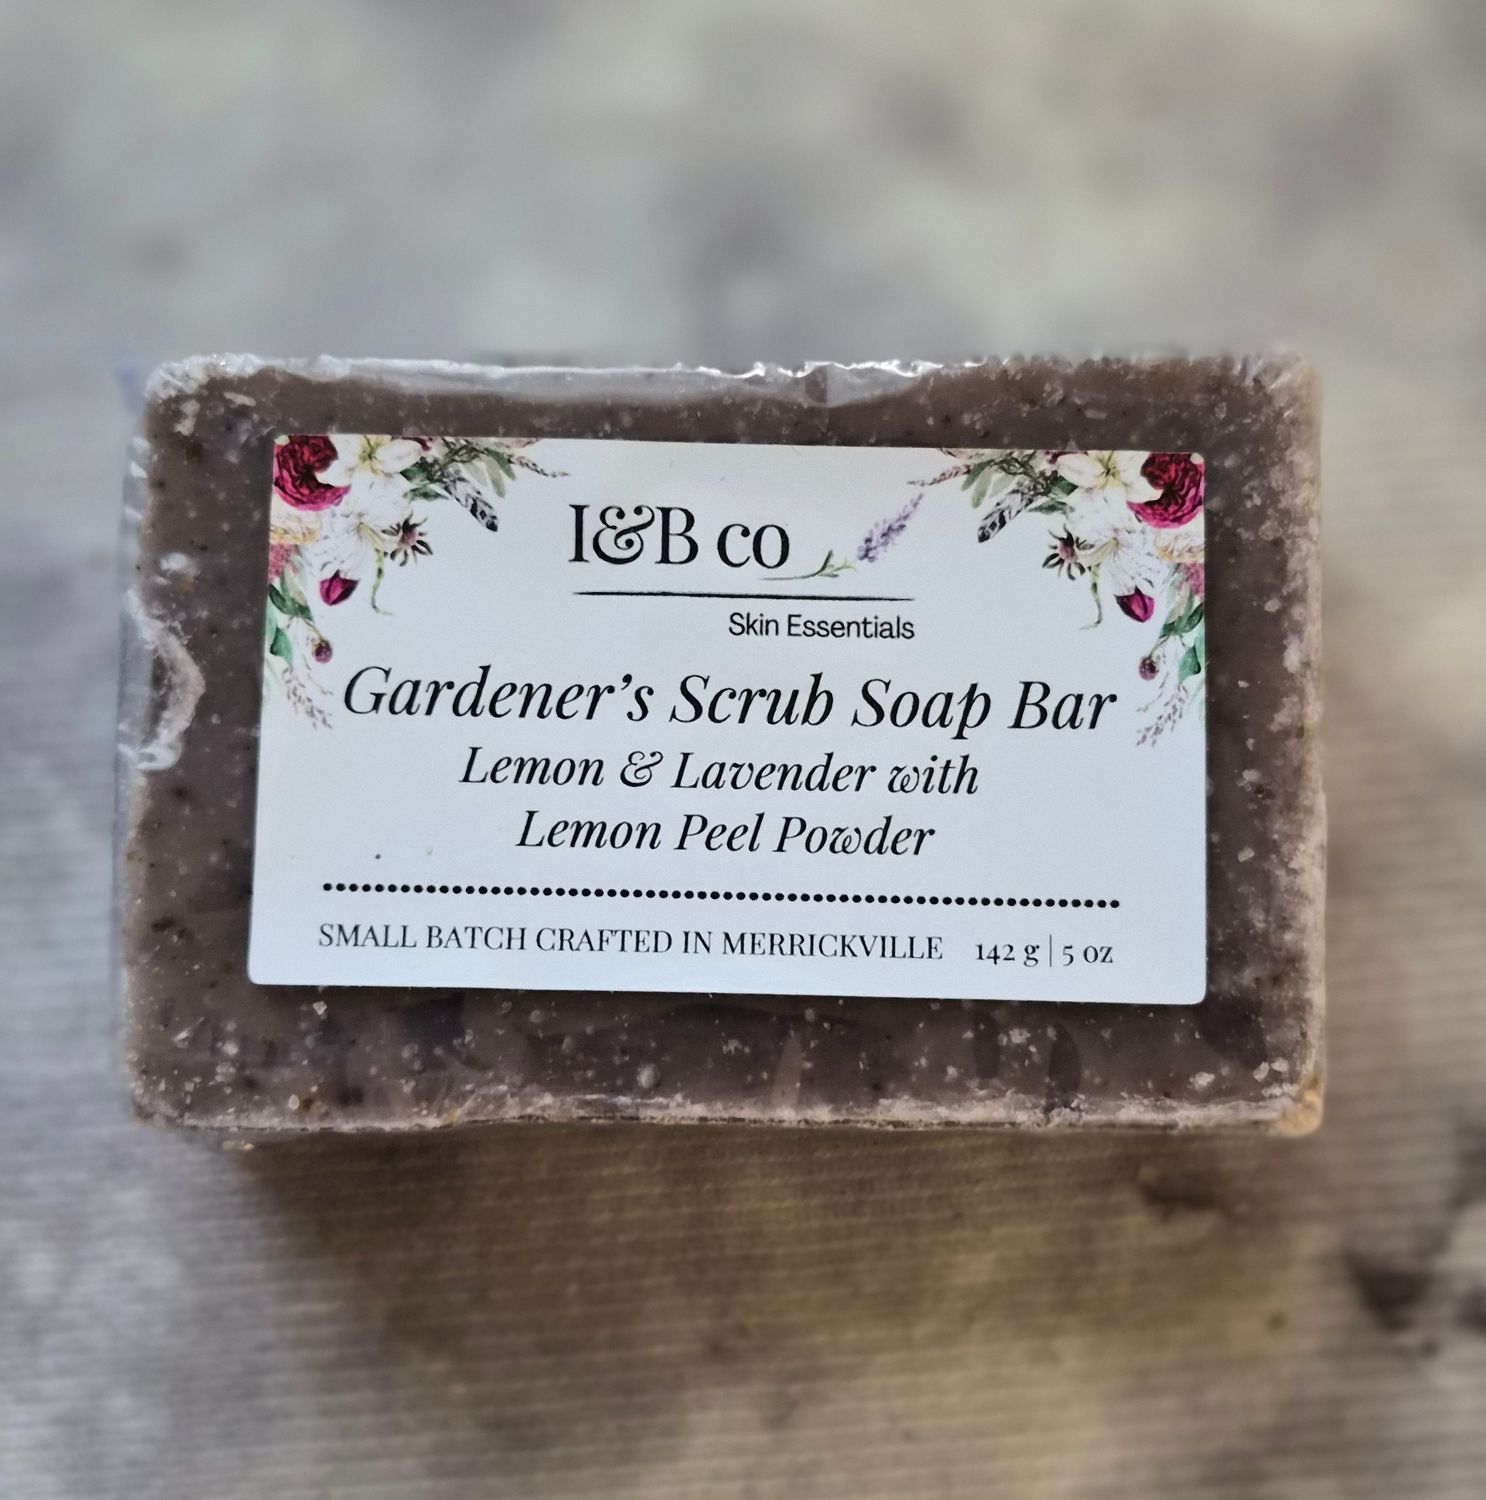 I&B co
Skin Essentials
Gardener's Scrub Soap Bar
Lemon & Lavender with
Lemon Peel Powder
SMALL BATCH CRAFTED IN MERRICKVILLE 142 g | 5 oz